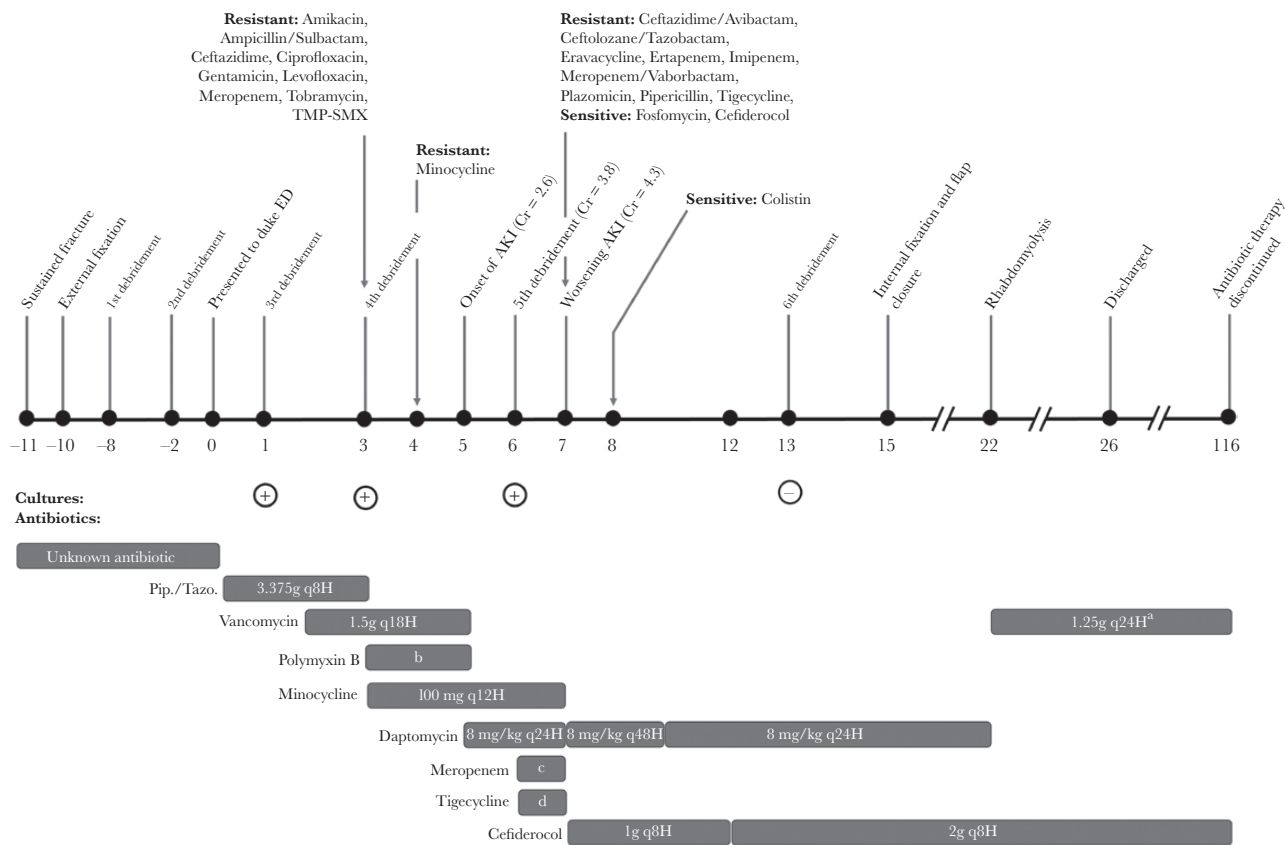 Resistant: Amikacin,
Ampicillin/Sulbactam,
Ceftazidime, Ciprofloxacin,
Gentamicin, Levofloxacin,
Meropenem, Tobramycin,
TMP-SMX
Resistant:
Minocycline
Resistant: Ceftazidime/Avibactam,
Ceftolozane/Tazobactam,
Eravacycline, Ertapenem, Imipenem,
Meropenem/Vaborbactam,
Plazomicin, Pipericillin, Tigecycline,
Sensitive: Fosfomycin, Cefiderocol
Sensitive: Colistin
Sustained fracture
External fixation
1st debridement
2nd debridement
Presented to duke ED
3rd debridement
4th debridement
Onset of AKI (Cr = 2.6)
5th debridement (Cr = 3.8)
Worsening AKI (Cr = 4.3)
6th debridement
Internal fixation and flap
closure
Rhabdomyolysis
Discharged
Antibiotic therapy
discontinued
–11 –10 –8 –2 0 1 3 4 5 6 7 8 12 13 15 22 26 116
Cultures: + + + –
Antibiotics:
Unknown antibiotic
Pip./Tazo. 3.375g q8H
Vancomycin 1.5g q18H 1.25g q24Hᵃ
Polymyxin B b
Minocycline l00 mg q12H
Daptomycin 8 mg/kg q24H 8 mg/kg q48H 8 mg/kg q24H
Meropenem c
Tigecycline d
Cefiderocol 1g q8H 2g q8H